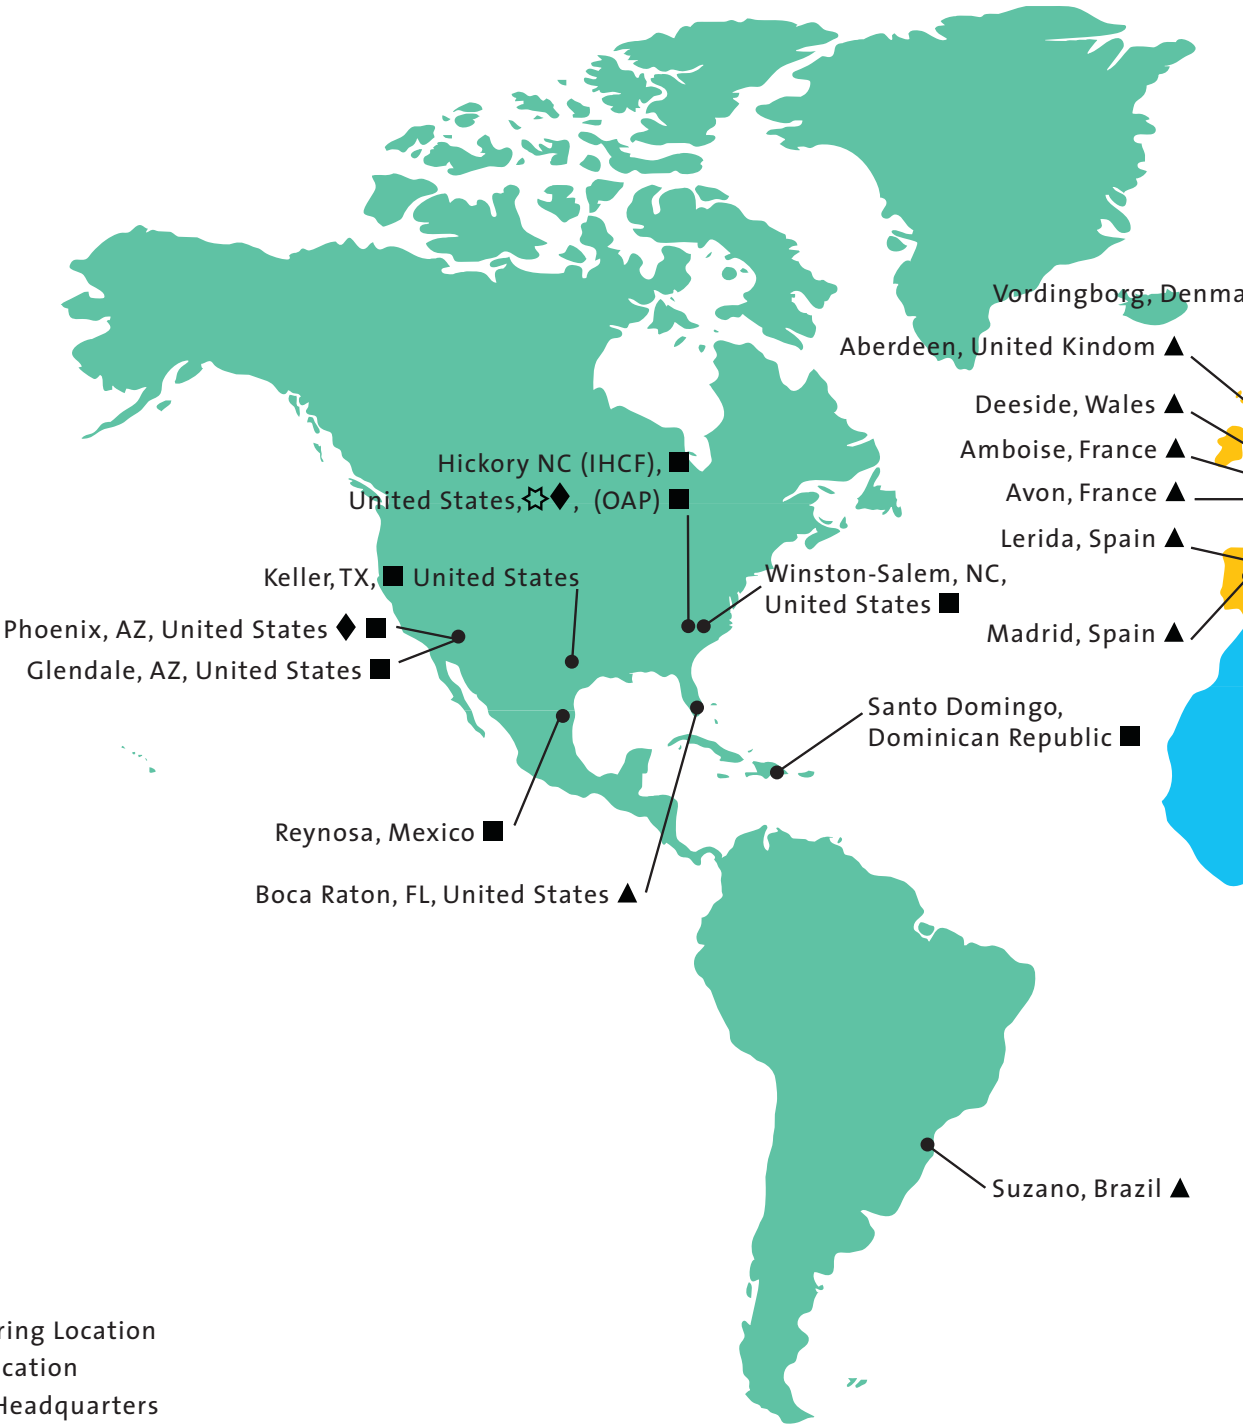 Vordingborg, Denma
Aberdeen, United Kindom
Deeside, Wales
Amboise, France
Hickory NC (IHCF),
United States, , (OAP)
Avon, France
Lerida, Spain
Keller, TX, United States
Winston-Salem, NC,
United States
Phoenix, AZ, United States
Madrid, Spain
Glendale, AZ, United States
Santo Domingo,
Dominican Republic
Reynosa, Mexico
Boca Raton, FL, United States
Suzano, Brazil
ring Location
cation
Headquarters